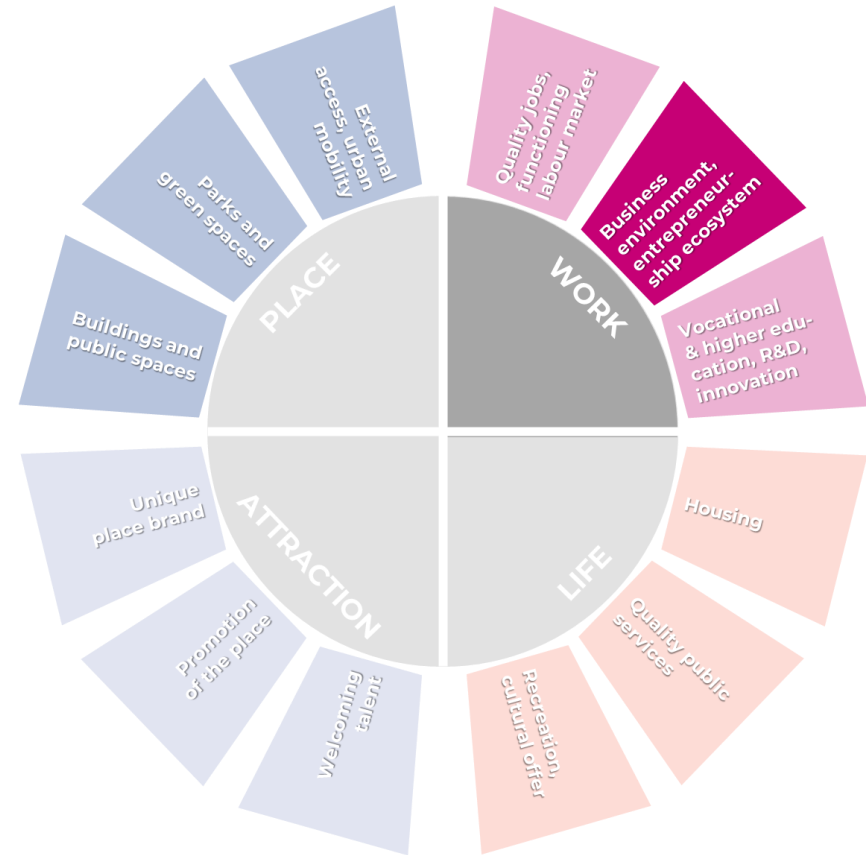 PLACE
WORK
ATTRACTION
LIFE
Quality jobs,
functioning
labour market
Business
environment,
entrepreneur-
ship ecosystem
Vocational
& higher edu-
cation, R&D,
innovation
Housing
Quality public
services
Recreation,
cultural offer
Welcoming
talent
Promotion
of the place
Unique
place brand
Buildings and
public spaces
Parks and
green spaces
External
access, urban
mobility